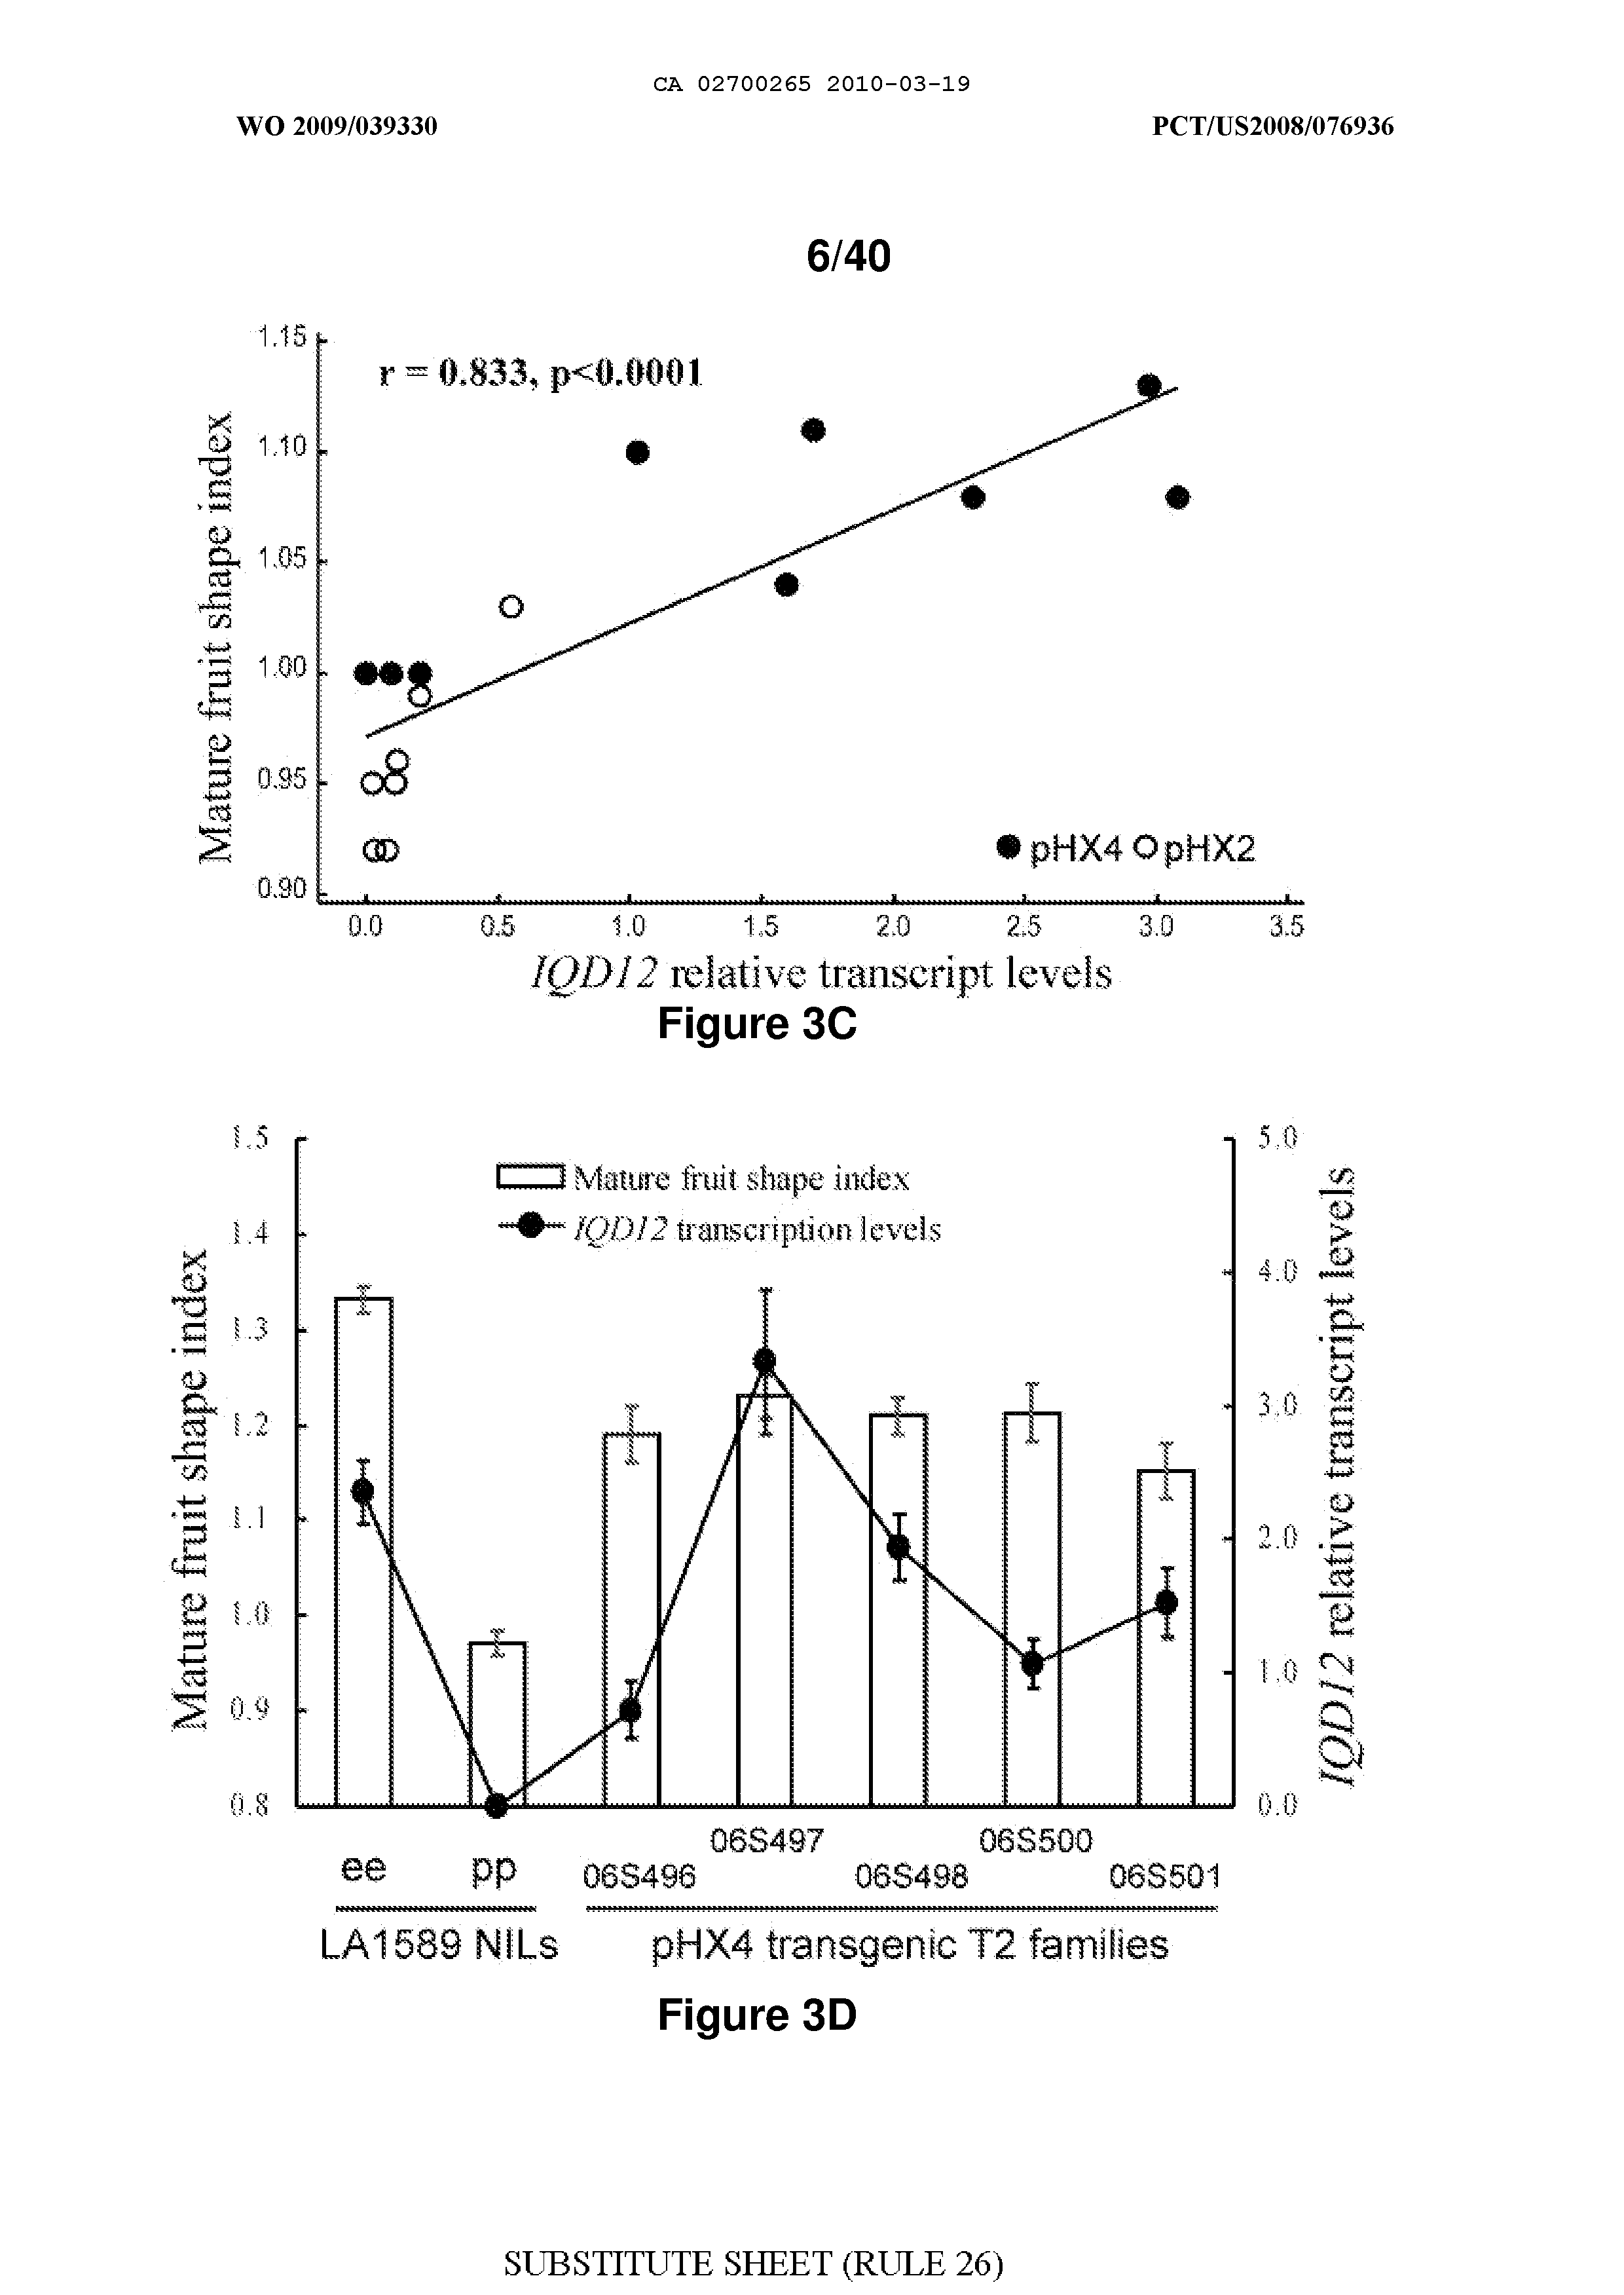 CA 02700265 2010-03-19
WO 2009/039330
PCT/US2008/076936
6/40
Mature fruit shape index
1.15
1.10
1.05
1.00
0.95
0.90
r = 0.833, p<0.0001
pHX4 pHX2
0.0 0.5 1.0 1.5 2.0 2.5 3.0 3.5
IQD12 relative transcript levels
Figure 3C
Mature fruit shape index
1.5
1.4
1.3
1.2
1.1
1.0
0.9
0.8
Mature fruit shape index
IQD12 transcription levels
5.0
4.0
3.0
2.0
1.0
0.0
IQD12 relative transcript levels
ee pp 06S496 06S497 06S498 06S500 06S501
LA1589 NILs pHX4 transgenic T2 families
Figure 3D
SUBSTITUTE SHEET (RULE 26)